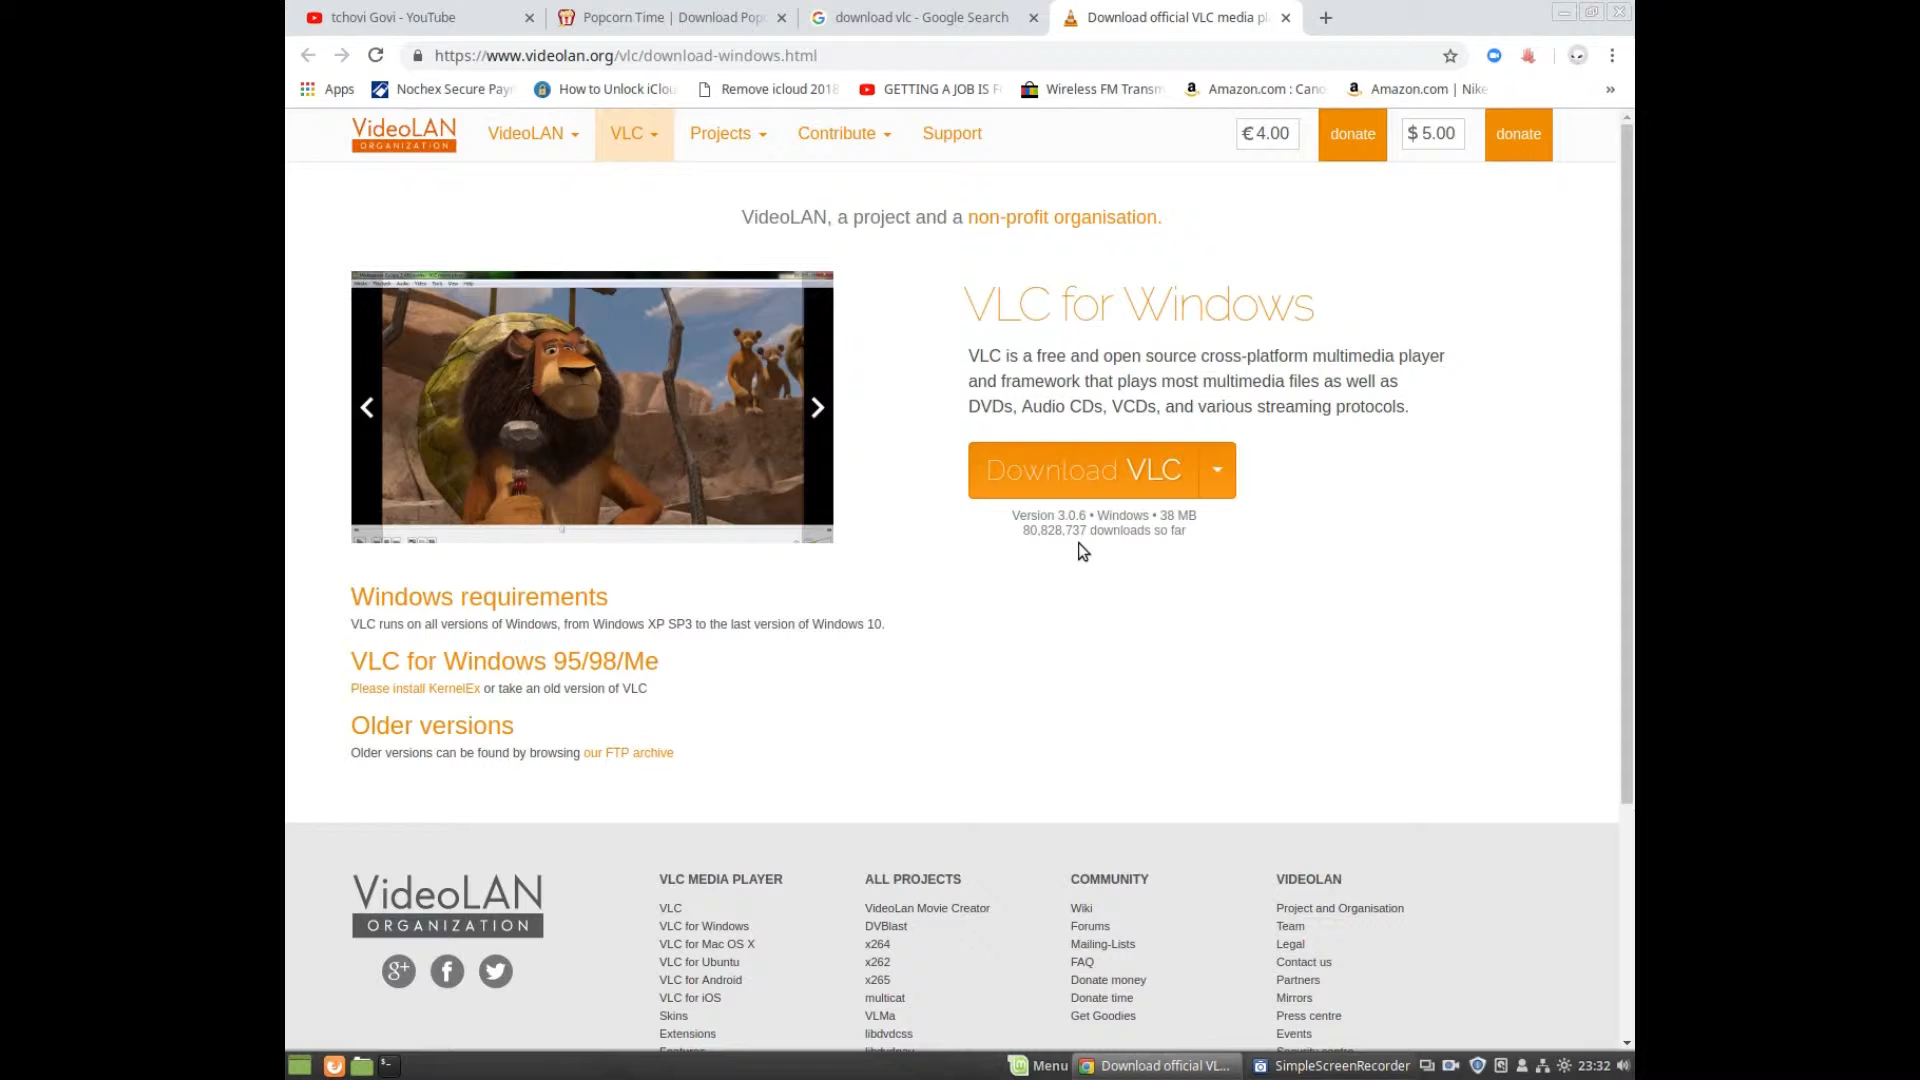 tchovi Govi - YouTube
Popcorn Time | Download Popc
download vlc - Google Search
Download official VLC media pl
https://www.videolan.org/vlc/download-windows.html
Apps
Nochex Secure Payr
How to Unlock iClou
Remove icloud 2018
GETTING A JOB IS F
Wireless FM Transm
Amazon.com : Cano
Amazon.com | Nike
»
VideoLAN
ORGANIZATION
VideoLAN
VLC
Projects
Contribute
Support
€ 4.00
donate
$ 5.00
donate
VideoLAN, a project and a non-profit organisation.
VLC for Windows
VLC is a free and open source cross-platform multimedia player
and framework that plays most multimedia files as well as
DVDs, Audio CDs, VCDs, and various streaming protocols.
Download VLC
Version 3.0.6 • Windows • 38 MB
80,828,737 downloads so far
Windows requirements
VLC runs on all versions of Windows, from Windows XP SP3 to the last version of Windows 10.
VLC for Windows 95/98/Me
Please install KernelEx or take an old version of VLC
Older versions
Older versions can be found by browsing our FTP archive
VideoLAN
ORGANIZATION
g+
f
VLC MEDIA PLAYER
VLC
VLC for Windows
VLC for Mac OS X
VLC for Ubuntu
VLC for Android
VLC for iOS
Skins
Extensions
ALL PROJECTS
VideoLan Movie Creator
DVBlast
x264
x262
x265
multicat
VLMa
libdvdcss
COMMUNITY
Wiki
Forums
Mailing-Lists
FAQ
Donate money
Donate time
Get Goodies
VIDEOLAN
Project and Organisation
Team
Legal
Contact us
Partners
Mirrors
Press centre
Events
Menu
Download official VL...
SimpleScreenRecorder
23:32